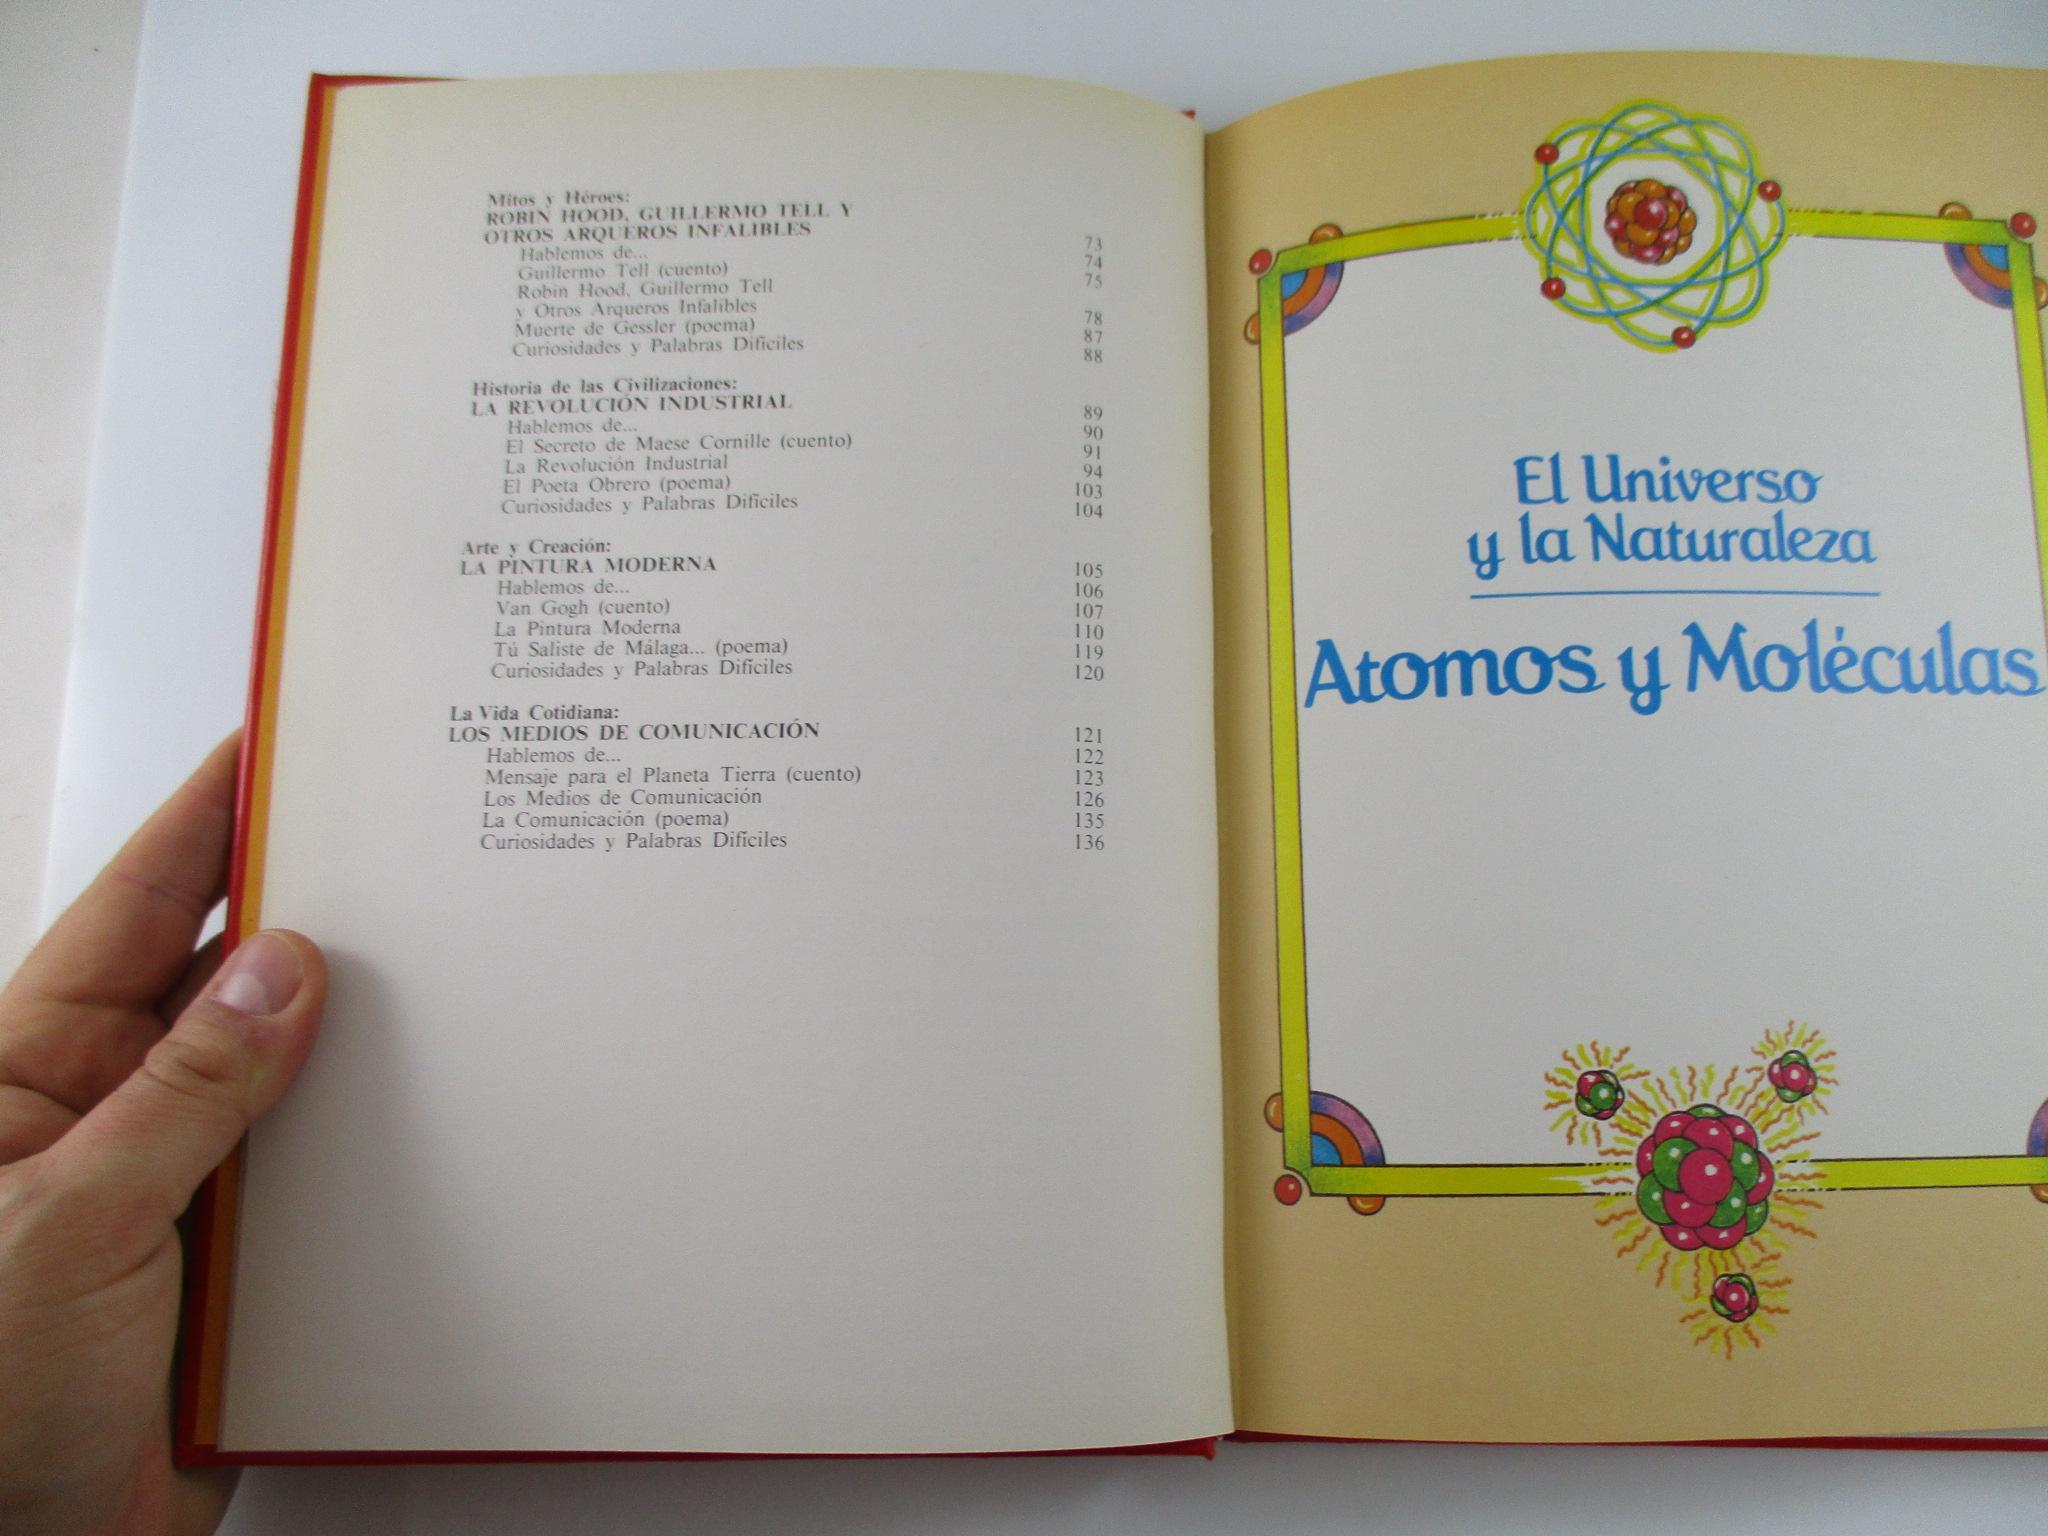 Mitos y Héroes:
ROBIN HOOD, GUILLERMO TELL Y
OTROS ARQUEROS INFALIBLES 73
Hablemos de... 74
Guillermo Tell (cuento) 75
Robin Hood, Guillermo Tell
y Otros Arqueros Infalibles 78
Muerte de Gessler (poema) 87
Curiosidades y Palabras Difíciles 88
Historia de las Civilizaciones:
LA REVOLUCIÓN INDUSTRIAL 89
Hablemos de... 90
El Secreto de Maese Cornille (cuento) 91
La Revolución Industrial 94
El Poeta Obrero (poema) 103
Curiosidades y Palabras Difíciles 104
Arte y Creación:
LA PINTURA MODERNA 105
Hablemos de... 106
Van Gogh (cuento) 107
La Pintura Moderna 110
Tú Saliste de Málaga... (poema) 119
Curiosidades y Palabras Difíciles 120
La Vida Cotidiana:
LOS MEDIOS DE COMUNICACIÓN 121
Hablemos de... 122
Mensaje para el Planeta Tierra (cuento) 123
Los Medios de Comunicación 126
La Comunicación (poema) 135
Curiosidades y Palabras Difíciles 136
El Universo
y la Naturaleza
Atomos y Moléculas